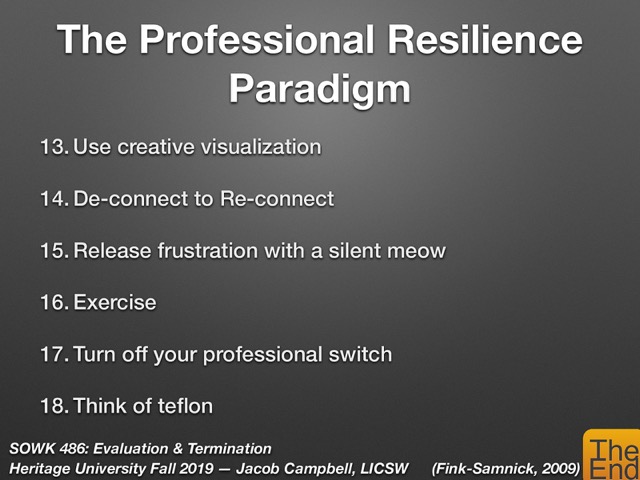 The Professional Resilience
Paradigm
13. Use creative visualization
14. De-connect to Re-connect
15. Release frustration with a silent meow
16. Exercise
17. Turn off your professional switch
18. Think of teflon
SOWK 486: Evaluation & Termination
Heritage University Fall 2019 — Jacob Campbell, LICSW (Fink-Samnick, 2009)
The
End